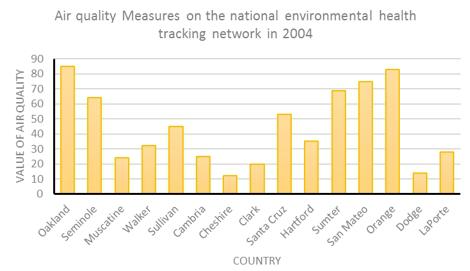 Air quality Measures on the national environmental health
tracking network in 2004
VALUE OF AIR QUALITY
90
80
70
60
50
40
30
20
10
0
Oakland
Seminole
Muscatine
Walker
Sullivan
Cambria
Cheshire
Clark
Santa Cruz
Hartford
Sumter
San Mateo
Orange
Dodge
LaPorte
COUNTRY